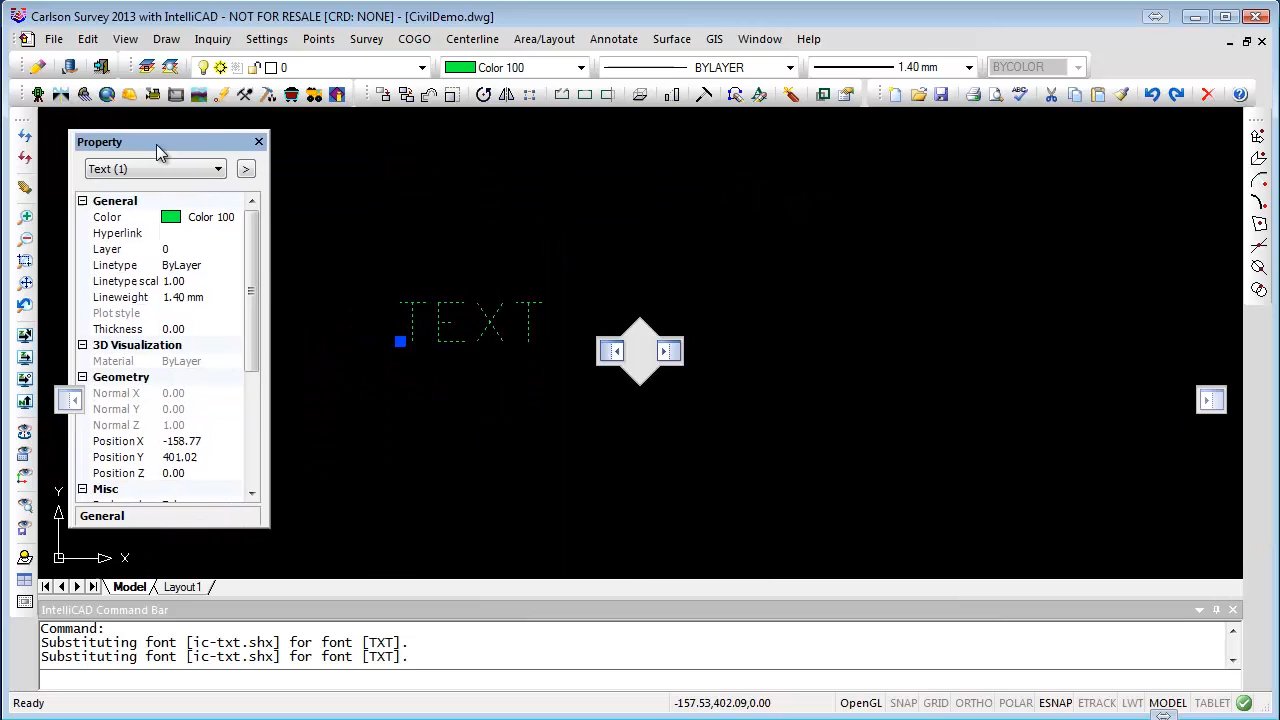 Carlson Survey 2013 with IntelliCAD - NOT FOR RESALE [CRD: NONE] - [CivilDemo.dwg]
File Edit View Draw Inquiry Settings Points Survey COGO Centerline Area/Layout Annotate Surface GIS Window Help
0 Color 100 BYLAYER 1.40 mm BYCOLOR
Property
Text (1) >
General
Color Color 100
Hyperlink
Layer 0
Linetype ByLayer
Linetype scal 1.00
Lineweight 1.40 mm
Plot style
Thickness 0.00
3D Visualization
Material ByLayer
Geometry
Normal X 0.00
Normal Y 0.00
Normal Z 1.00
Position X -158.77
Position Y 401.02
Position Z 0.00
Misc
General
TEXT
Y
X
Model Layout1
IntelliCAD Command Bar
Command:
Substituting font [ic-txt.shx] for font [TXT].
Substituting font [ic-txt.shx] for font [TXT].
Ready -157.53,402.09,0.00 OpenGL SNAP GRID ORTHO POLAR ESNAP ETRACK LWT MODEL TABLET